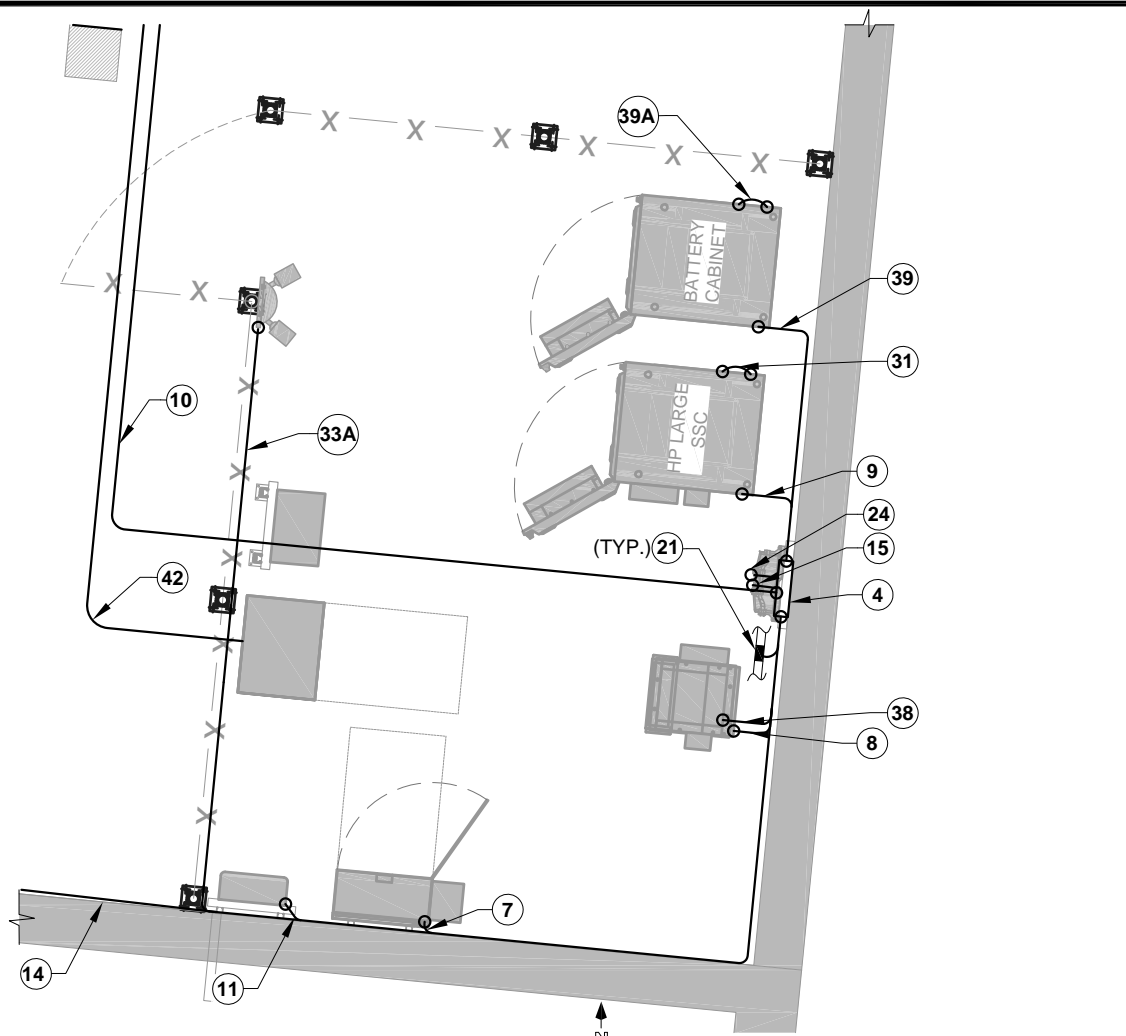 39A
X X X X X X
BATTERY
CABINET
X X
39
31
X
10
33A
HP LARGE
SSC
X
9
24
(TYP.) 21
15
X
42
4
X
38
X
8
X
7
14
11